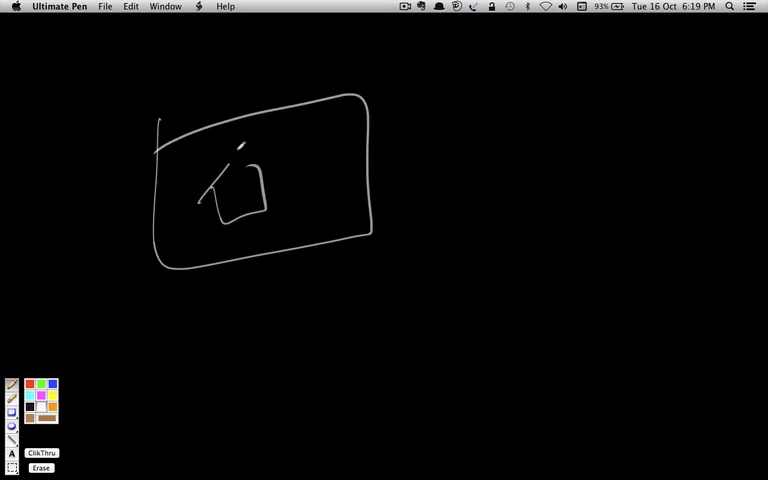 Ultimate Pen File Edit Window Help 93% Tue 16 Oct 6:19 PM
A
ClikThru
Erase